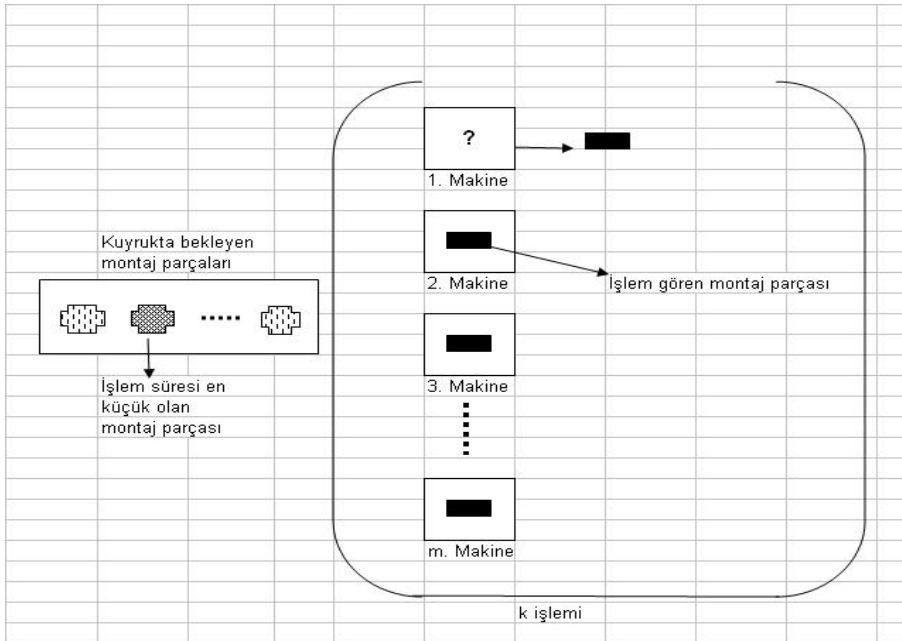 ?
1. Makine
Kuyrukta bekleyen
montaj parçaları
2. Makine
İşlem gören montaj parçası
İşlem süresi en
küçük olan
montaj parçası
3. Makine
m. Makine
k işlemi